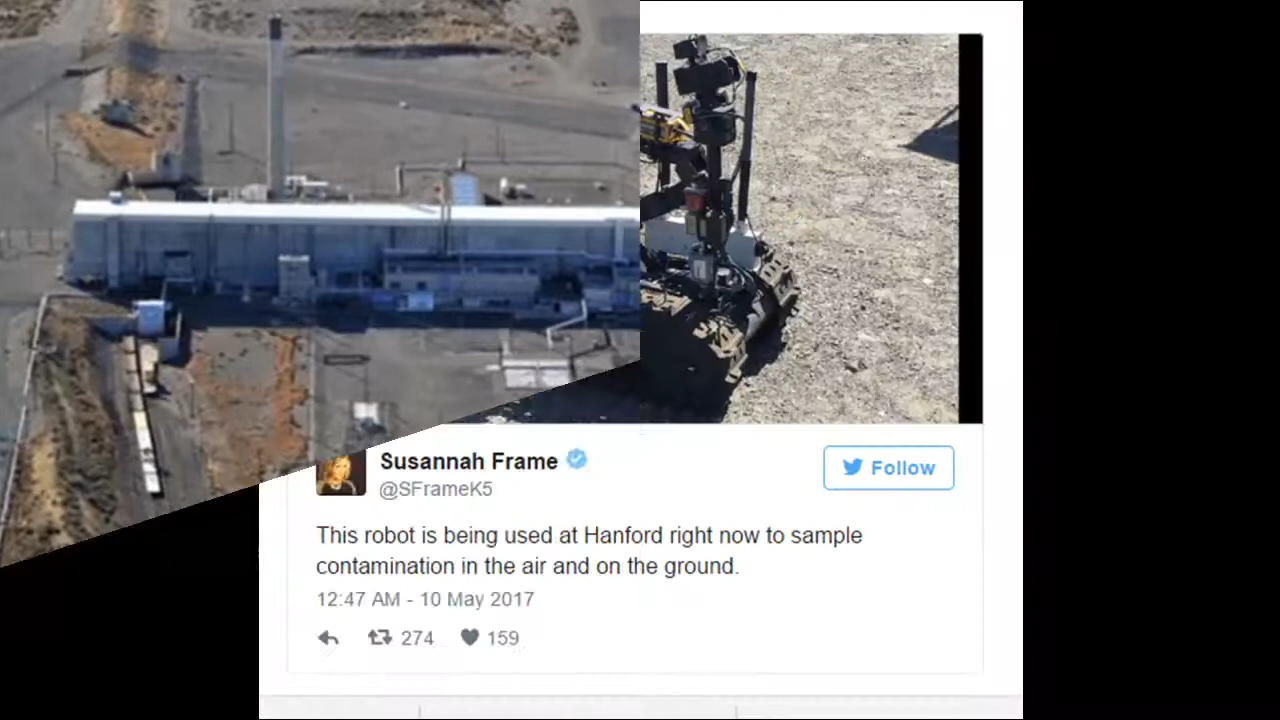 Susannah Frame
@SFrameK5
Follow
This robot is being used at Hanford right now to sample
contamination in the air and on the ground.
12:47 AM - 10 May 2017
274 159